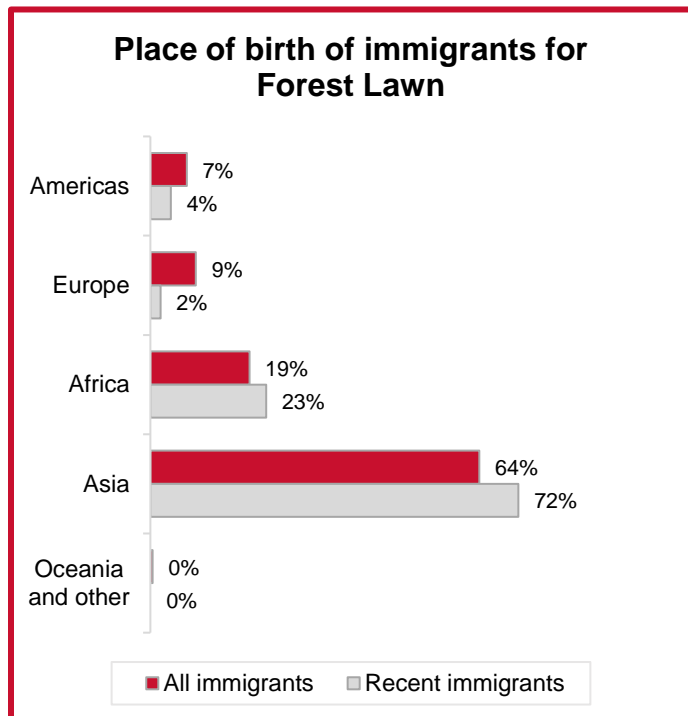 Place of birth of immigrants for
Forest Lawn
Americas
7%
4%
Europe
9%
2%
Africa
19%
23%
Asia
64%
72%
Oceania
and other
0%
0%
All immigrants
Recent immigrants